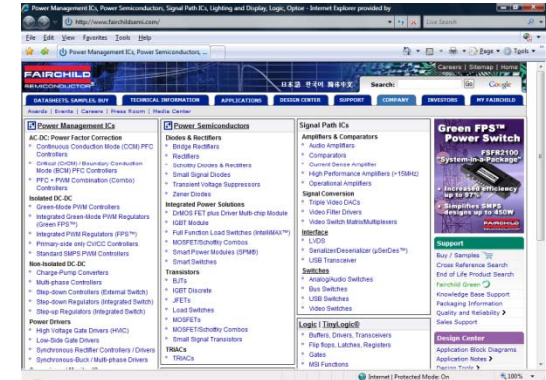 Power Management ICs, Power Semiconductors, Signal Path ICs, Lighting and Display, Logic, Opto - Internet Explorer provided by
http://www.fairchildsemi.com/
Live Search
File Edit View Favorites Tools Help
Power Management ICs, Power Semiconductors, ...
Page Tools
FAIRCHILD
SEMICONDUCTOR
日本語 한국어 简体中文
Search:
GO
Google
Careers | Sitemap | Home
DATASHEETS, SAMPLES, BUY
TECHNICAL INFORMATION
APPLICATIONS
DESIGN CENTER
SUPPORT
COMPANY
INVESTORS
MY FAIRCHILD
Awards | Events | Careers | Press Room | Media Center
Power Management ICs
AC-DC: Power Factor Correction
Continuous Conduction Mode (CCM) PFC
Controllers
Critical (CrCM) / Boundary Conduction
Mode (BCM) PFC Controllers
PFC + PWM Combination (Combo)
Controllers
Isolated DC-DC
Green-Mode PWM Controllers
Integrated Green-Mode PWM Regulators
(Green FPS™)
Integrated PWM Regulators (FPS™)
Primary-side only CV/CC Controllers
Standard SMPS PWM Controllers
Non-Isolated DC-DC
Charge-Pump Converters
Multi-phase Controllers
Step-down Controllers (External Switch)
Step-down Regulators (Integrated Switch)
Step-up Regulators (Integrated Switch)
Power Drivers
High Voltage Gate Drivers (HVIC)
Low-Side Gate Drivers
Synchronous Rectifier Controllers / Drivers
Synchronous-Buck / Multi-phase Drivers
Power Semiconductors
Diodes & Rectifiers
Bridge Rectifiers
Rectifiers
Schottky Diodes & Rectifiers
Small Signal Diodes
Transient Voltage Suppressors
Zener Diodes
Integrated Power Solutions
DrMOS FET plus Driver Multi-chip Module
IGBT Module
Full Function Load Switches (IntelliMAX™)
MOSFET/Schottky Combos
Smart Power Modules (SPM®)
Smart Switches
Transistors
BJTs
IGBT Discrete
JFETs
Load Switches
MOSFETs
MOSFET/Schottky Combos
Small Signal Transistors
TRIACs
TRIACs
Signal Path ICs
Amplifiers & Comparators
Audio Amplifiers
Comparators
Current Sense Amplifier
High Performance Amplifiers (>15MHz)
Operational Amplifiers
Signal Conversion
Triple Video DACs
Video Filter Drivers
Video Switch Matrix/Multiplexers
Interface
LVDS
Serializer/Deserializer (µSerDes™)
USB Transceiver
Switches
Analog/Audio Switches
Bus Switches
USB Switches
Video Switches
Logic | TinyLogic®
Buffers, Drivers, Transceivers
Flip flops, Latches, Registers
Gates
MSI Functions
Green FPS™
Power Switch
FSFR2100
"System-in-a-Package"
Increased efficiency
up to 57%
Simplifies SMPS
designs up to 450W
FAIRCHILD
Support
Buy / Samples
Cross Reference Search
End of Life Product Search
Fairchild Green
Knowledge Base Support
Packaging Information
Quality and Reliability >
Sales Support
Design Center
Application Block Diagrams
Application Notes >
Design Tools >
Internet | Protected Mode: On
100%